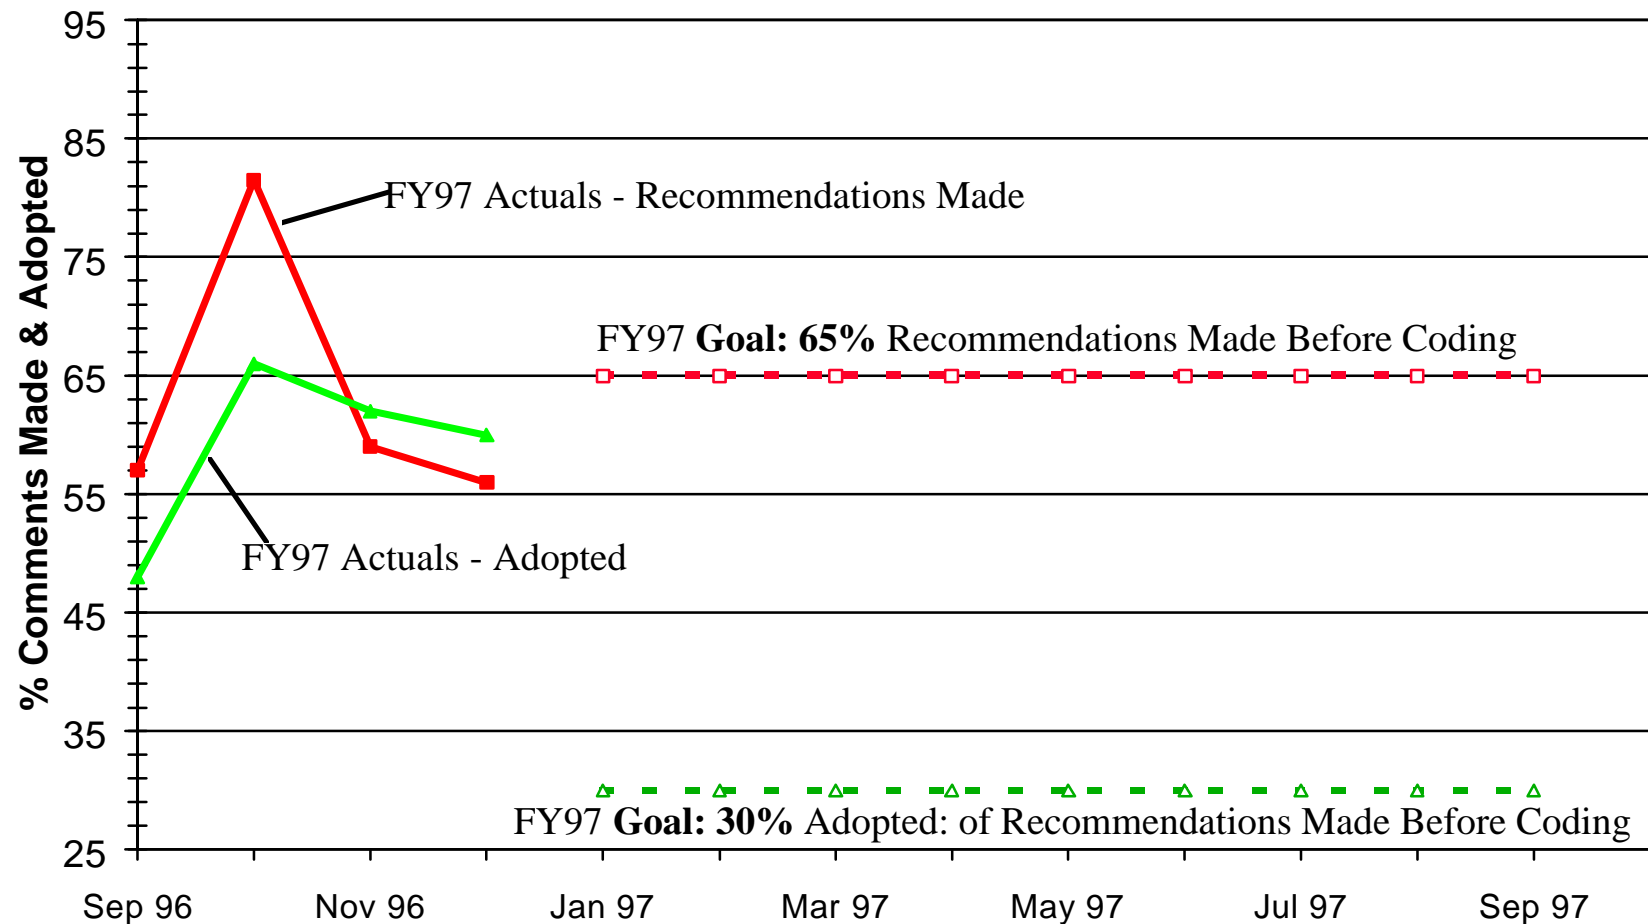 % Comments Made & Adopted
95
85
75
65
55
45
35
25
FY97 Actuals - Recommendations Made
FY97 Goal: 65% Recommendations Made Before Coding
FY97 Actuals - Adopted
FY97 Goal: 30% Adopted: of Recommendations Made Before Coding
Sep 96 Nov 96 Jan 97 Mar 97 May 97 Jul 97 Sep 97